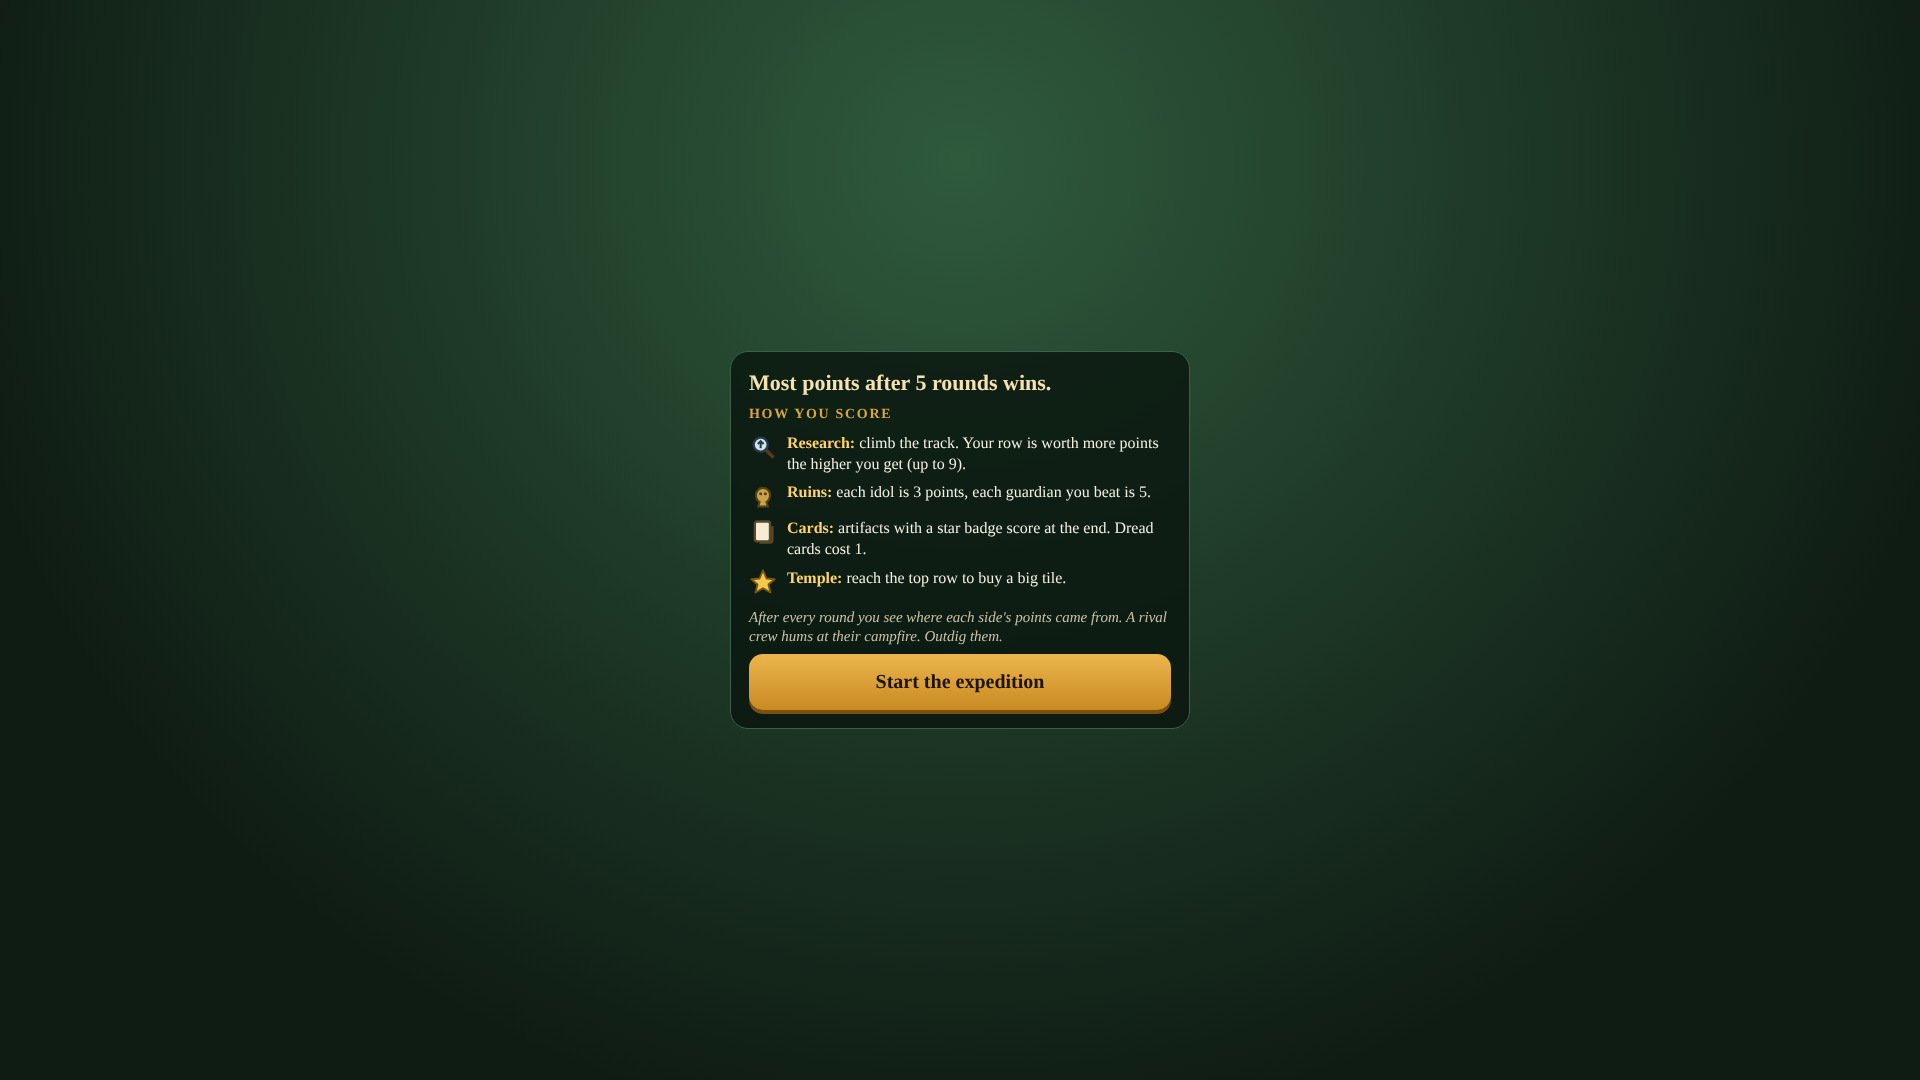 Most points after 5 rounds wins.
HOW YOU SCORE
Research: climb the track. Your row is worth more points
the higher you get (up to 9).
Ruins: each idol is 3 points, each guardian you beat is 5.
Cards: artifacts with a star badge score at the end. Dread
cards cost 1.
Temple: reach the top row to buy a big tile.
After every round you see where each side's points came from. A rival
crew hums at their campfire. Outdig them.
Start the expedition